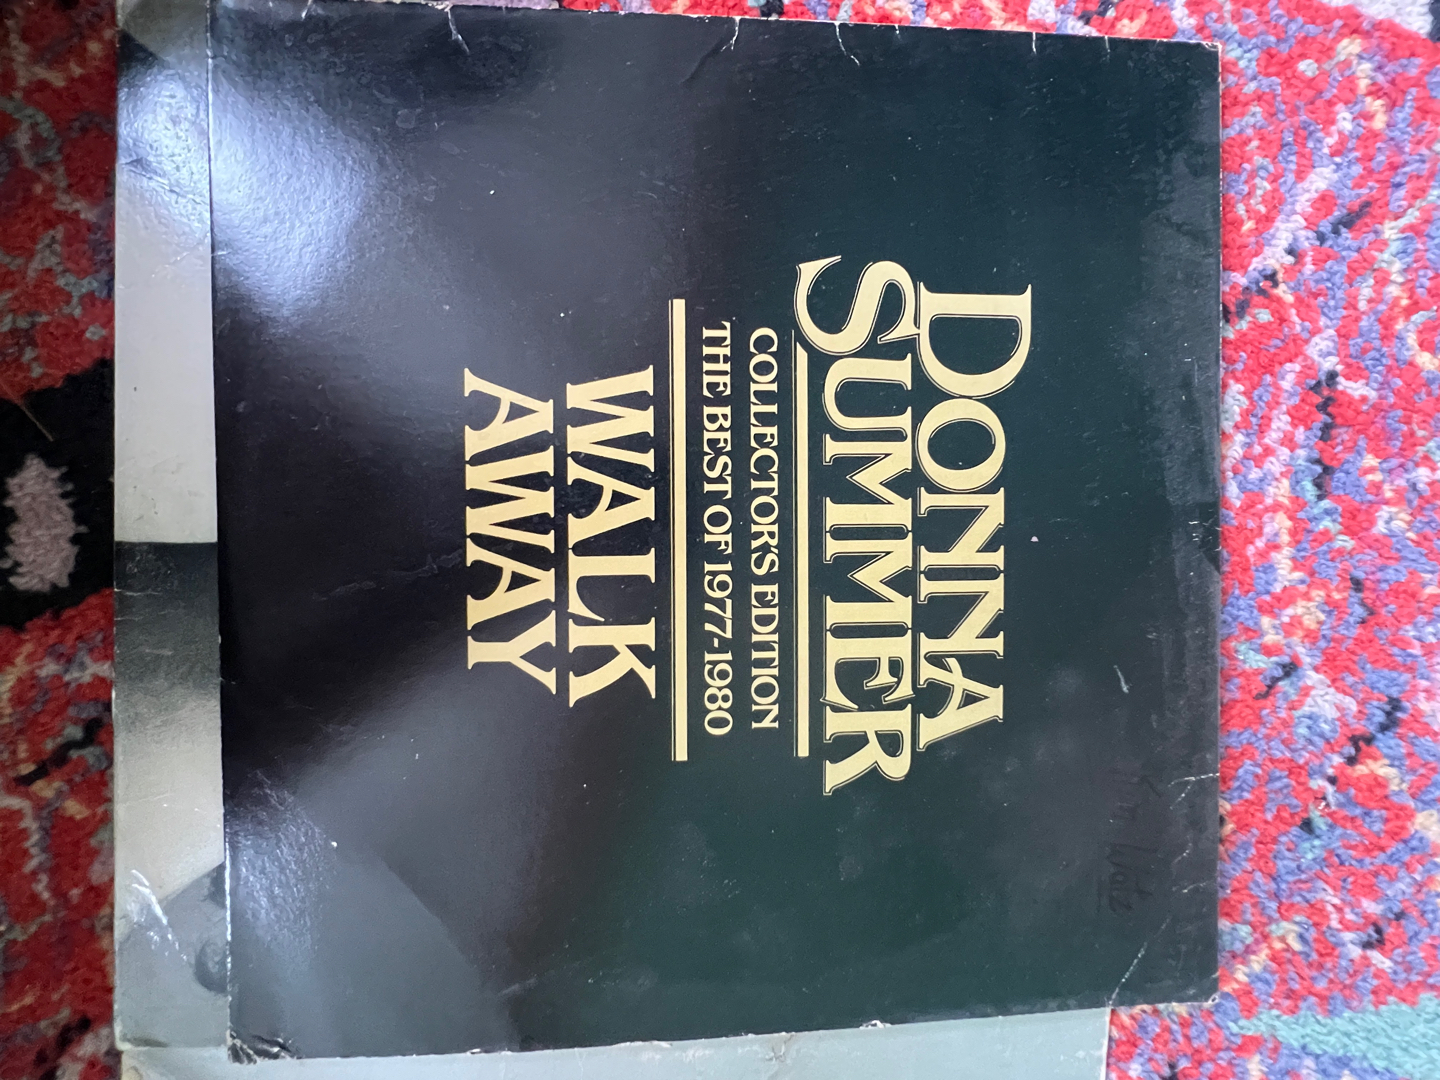 DONNA
SUMMER
COLLECTOR'S EDITION
THE BEST OF 1977-1980
WALK
AWAY